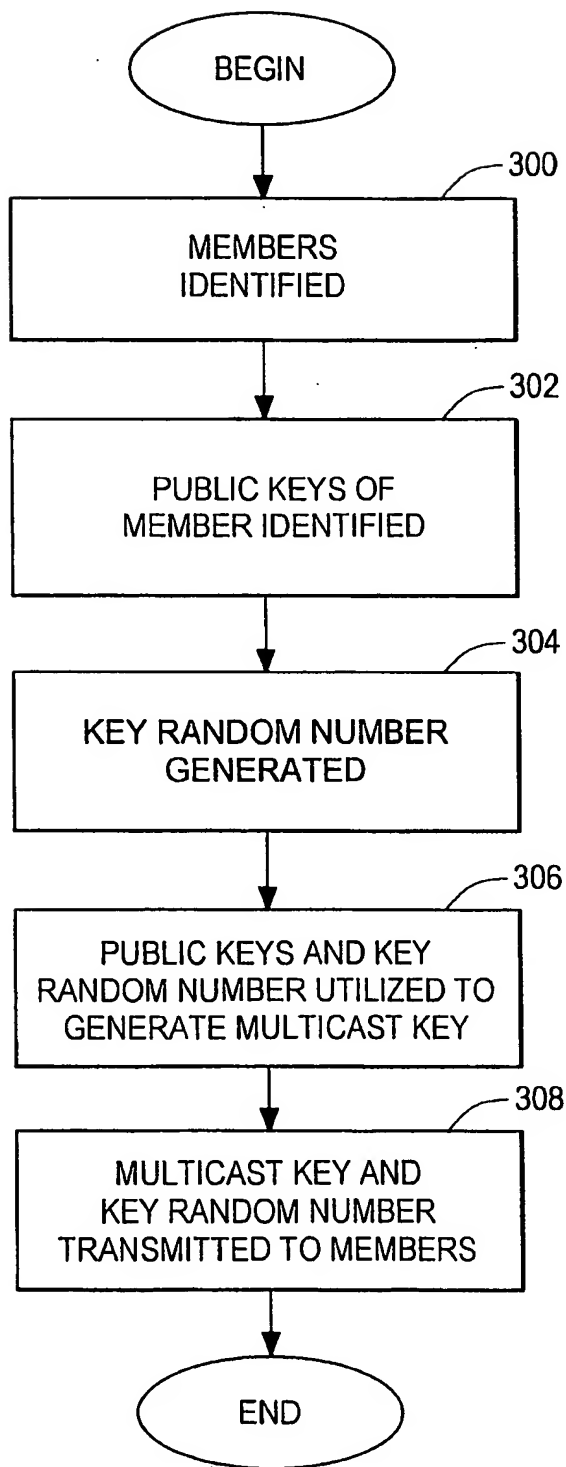 BEGIN
300
MEMBERS
IDENTIFIED
302
PUBLIC KEYS OF
MEMBER IDENTIFIED
304
KEY RANDOM NUMBER
GENERATED
306
PUBLIC KEYS AND KEY
RANDOM NUMBER UTILIZED TO
GENERATE MULTICAST KEY
308
MULTICAST KEY AND
KEY RANDOM NUMBER
TRANSMITTED TO MEMBERS
END